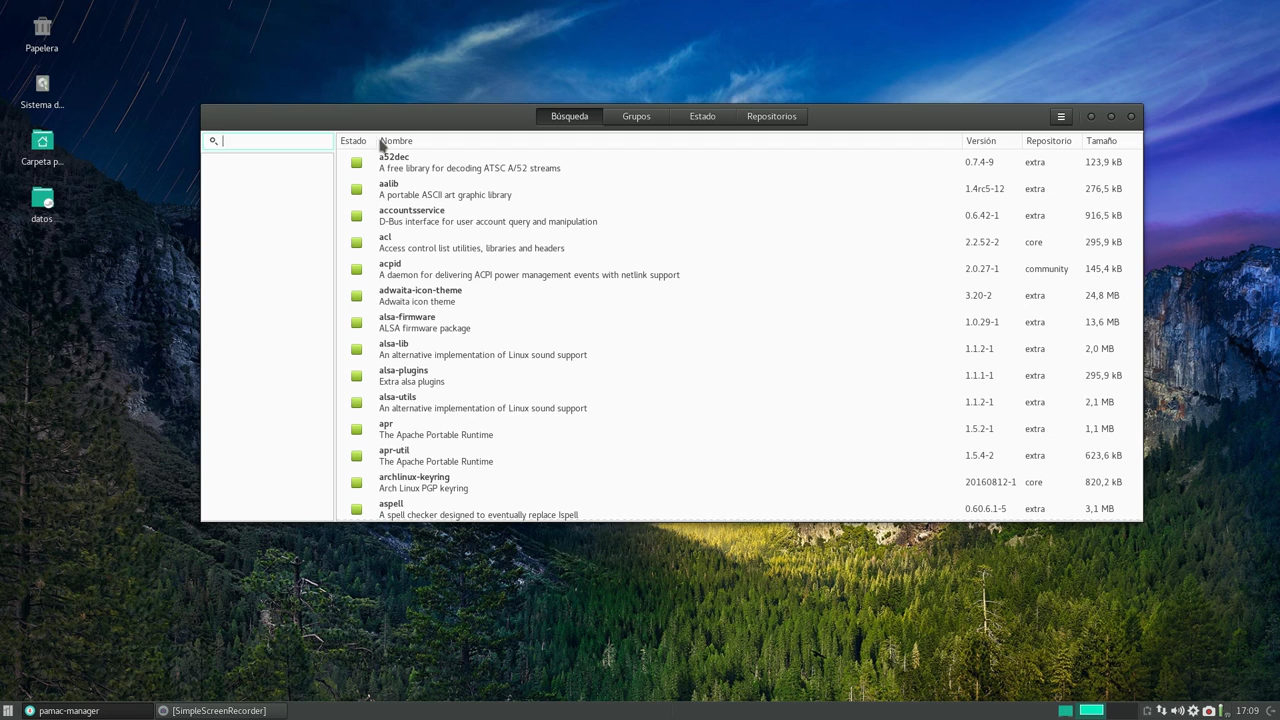 Papelera
Sistema d...
Carpeta p...
datos
Búsqueda Grupos Estado Repositorios
Estado Nombre Versión Repositorio Tamaño
a52dec
A free library for decoding ATSC A/52 streams
0.7.4-9 extra 123,9 kB
aalib
A portable ASCII art graphic library
1.4rc5-12 extra 276,5 kB
accountsservice
D-Bus interface for user account query and manipulation
0.6.42-1 extra 916,5 kB
acl
Access control list utilities, libraries and headers
2.2.52-2 core 295,9 kB
acpid
A daemon for delivering ACPI power management events with netlink support
2.0.27-1 community 145,4 kB
adwaita-icon-theme
Adwaita icon theme
3.20-2 extra 24,8 MB
alsa-firmware
ALSA firmware package
1.0.29-1 extra 13,6 MB
alsa-lib
An alternative implementation of Linux sound support
1.1.2-1 extra 2,0 MB
alsa-plugins
Extra alsa plugins
1.1.1-1 extra 295,9 kB
alsa-utils
An alternative implementation of Linux sound support
1.1.2-1 extra 2,1 MB
apr
The Apache Portable Runtime
1.5.2-1 extra 1,1 MB
apr-util
The Apache Portable Runtime
1.5.4-2 extra 623,6 kB
archlinux-keyring
Arch Linux PGP keyring
20160812-1 core 820,2 kB
aspell
A spell checker designed to eventually replace Ispell
0.60.6.1-5 extra 3,1 MB
pamac-manager [SimpleScreenRecorder] 17:09